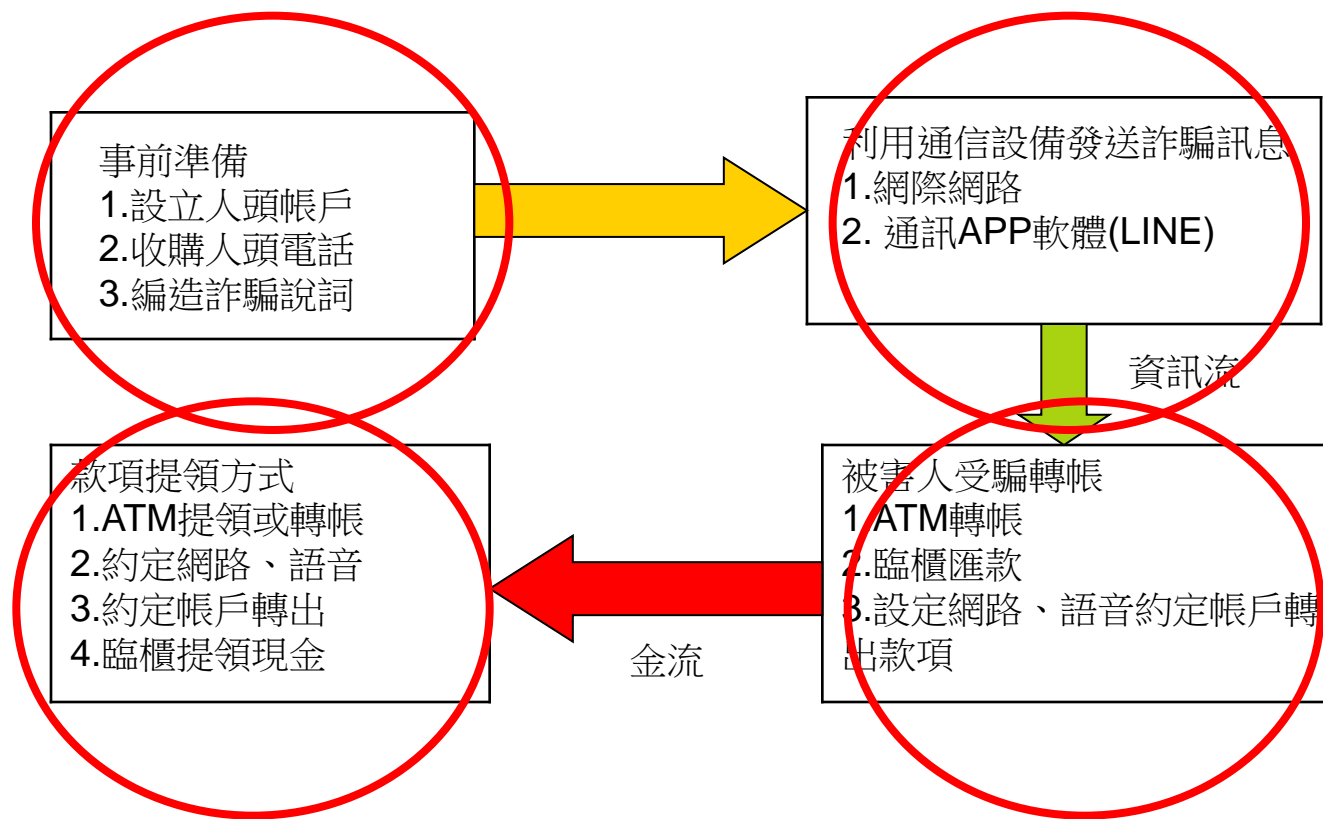 事前準備
1.設立人頭帳戶
2.收購人頭電話
3.編造詐騙說詞
利用通信設備發送詐騙訊息
1.網際網路
2. 通訊APP軟體(LINE)
資訊流
被害人受騙轉帳
1.ATM轉帳
2.臨櫃匯款
3.設定網路、語音約定帳戶轉
出款項
金流
款項提領方式
1.ATM提領或轉帳
2.約定網路、語音
3.約定帳戶轉出
4.臨櫃提領現金